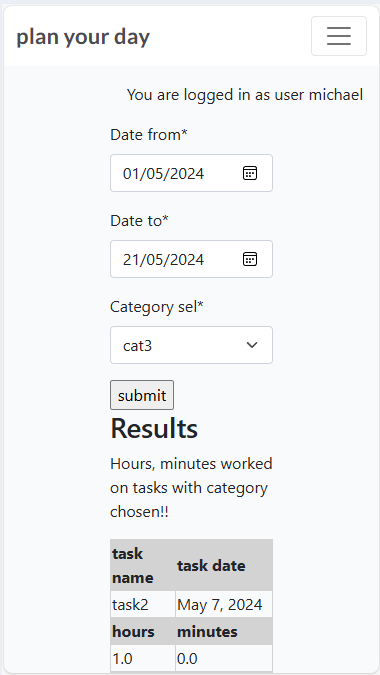 plan your day
You are logged in as user michael
Date from*
01/05/2024
Date to*
21/05/2024
Category sel*
cat3
submit
Results
Hours, minutes worked
on tasks with category
chosen!!
task name task date
task2 May 7, 2024
hours minutes
1.0 0.0